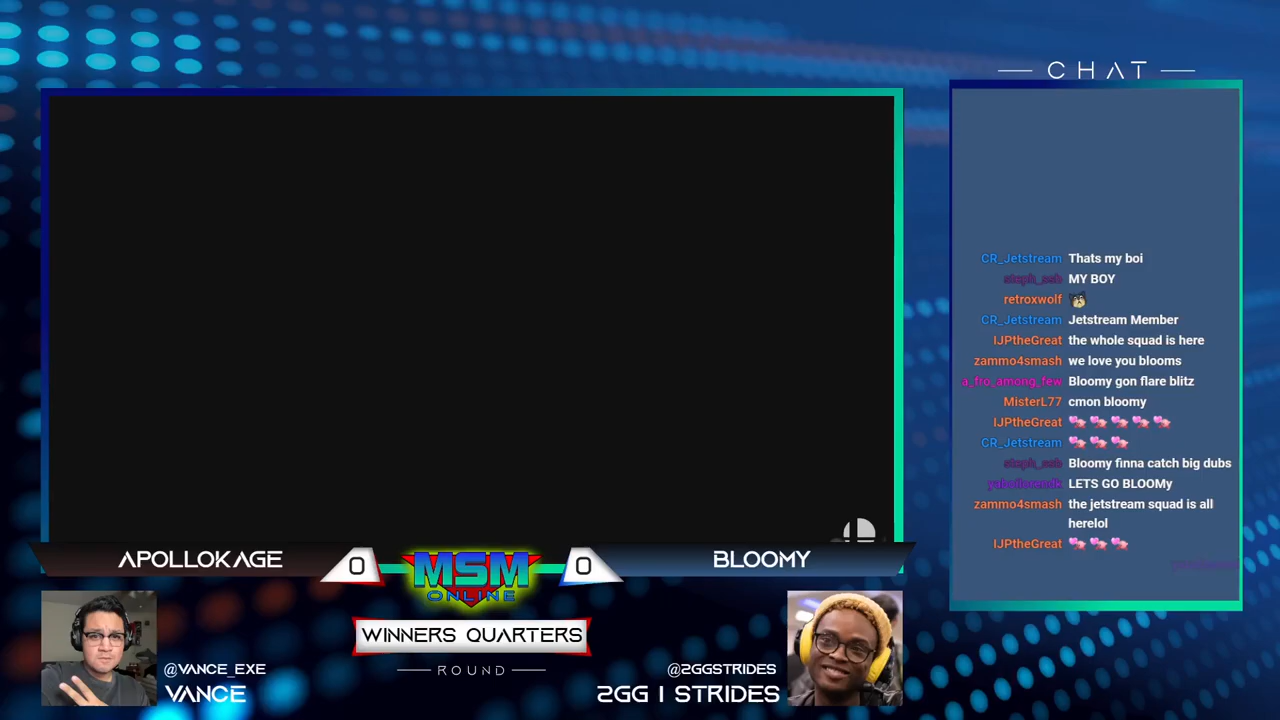 CHAT
CR_Jetstream Thats my boi
steph_ssb MY BOY
retroxwolf
CR_Jetstream Jetstream Member
IJPtheGreat the whole squad is here
zammo4smash we love you blooms
a_fro_among_few Bloomy gon flare blitz
MisterL77 cmon bloomy
IJPtheGreat
CR_Jetstream
steph_ssb Bloomy finna catch big dubs
LETS GO BLOOMy
zammo4smash the jetstream squad is all
herelol
IJPtheGreat
APOLLOKAGE 0 MSM 0 BLOOMY
ONLINE
WINNERS QUARTERS
ROUND
@VANCE_EXE
VANCE
@2GGSTRIDES
2GG | STRIDES